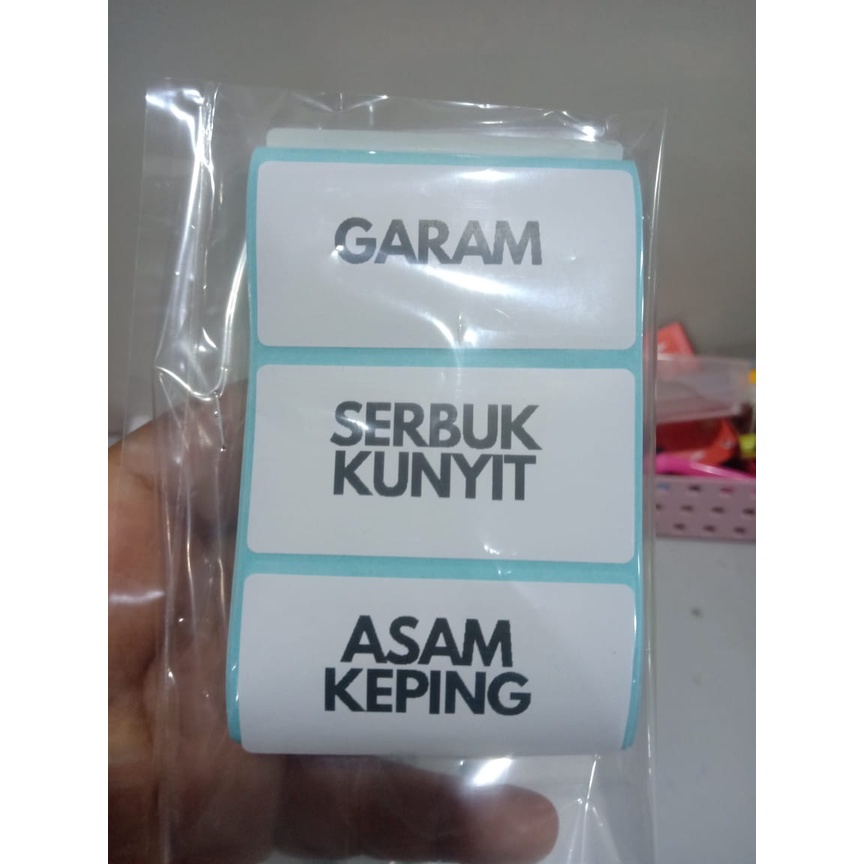 GARAM
SERBUK
KUNYIT
ASAM
KEPING